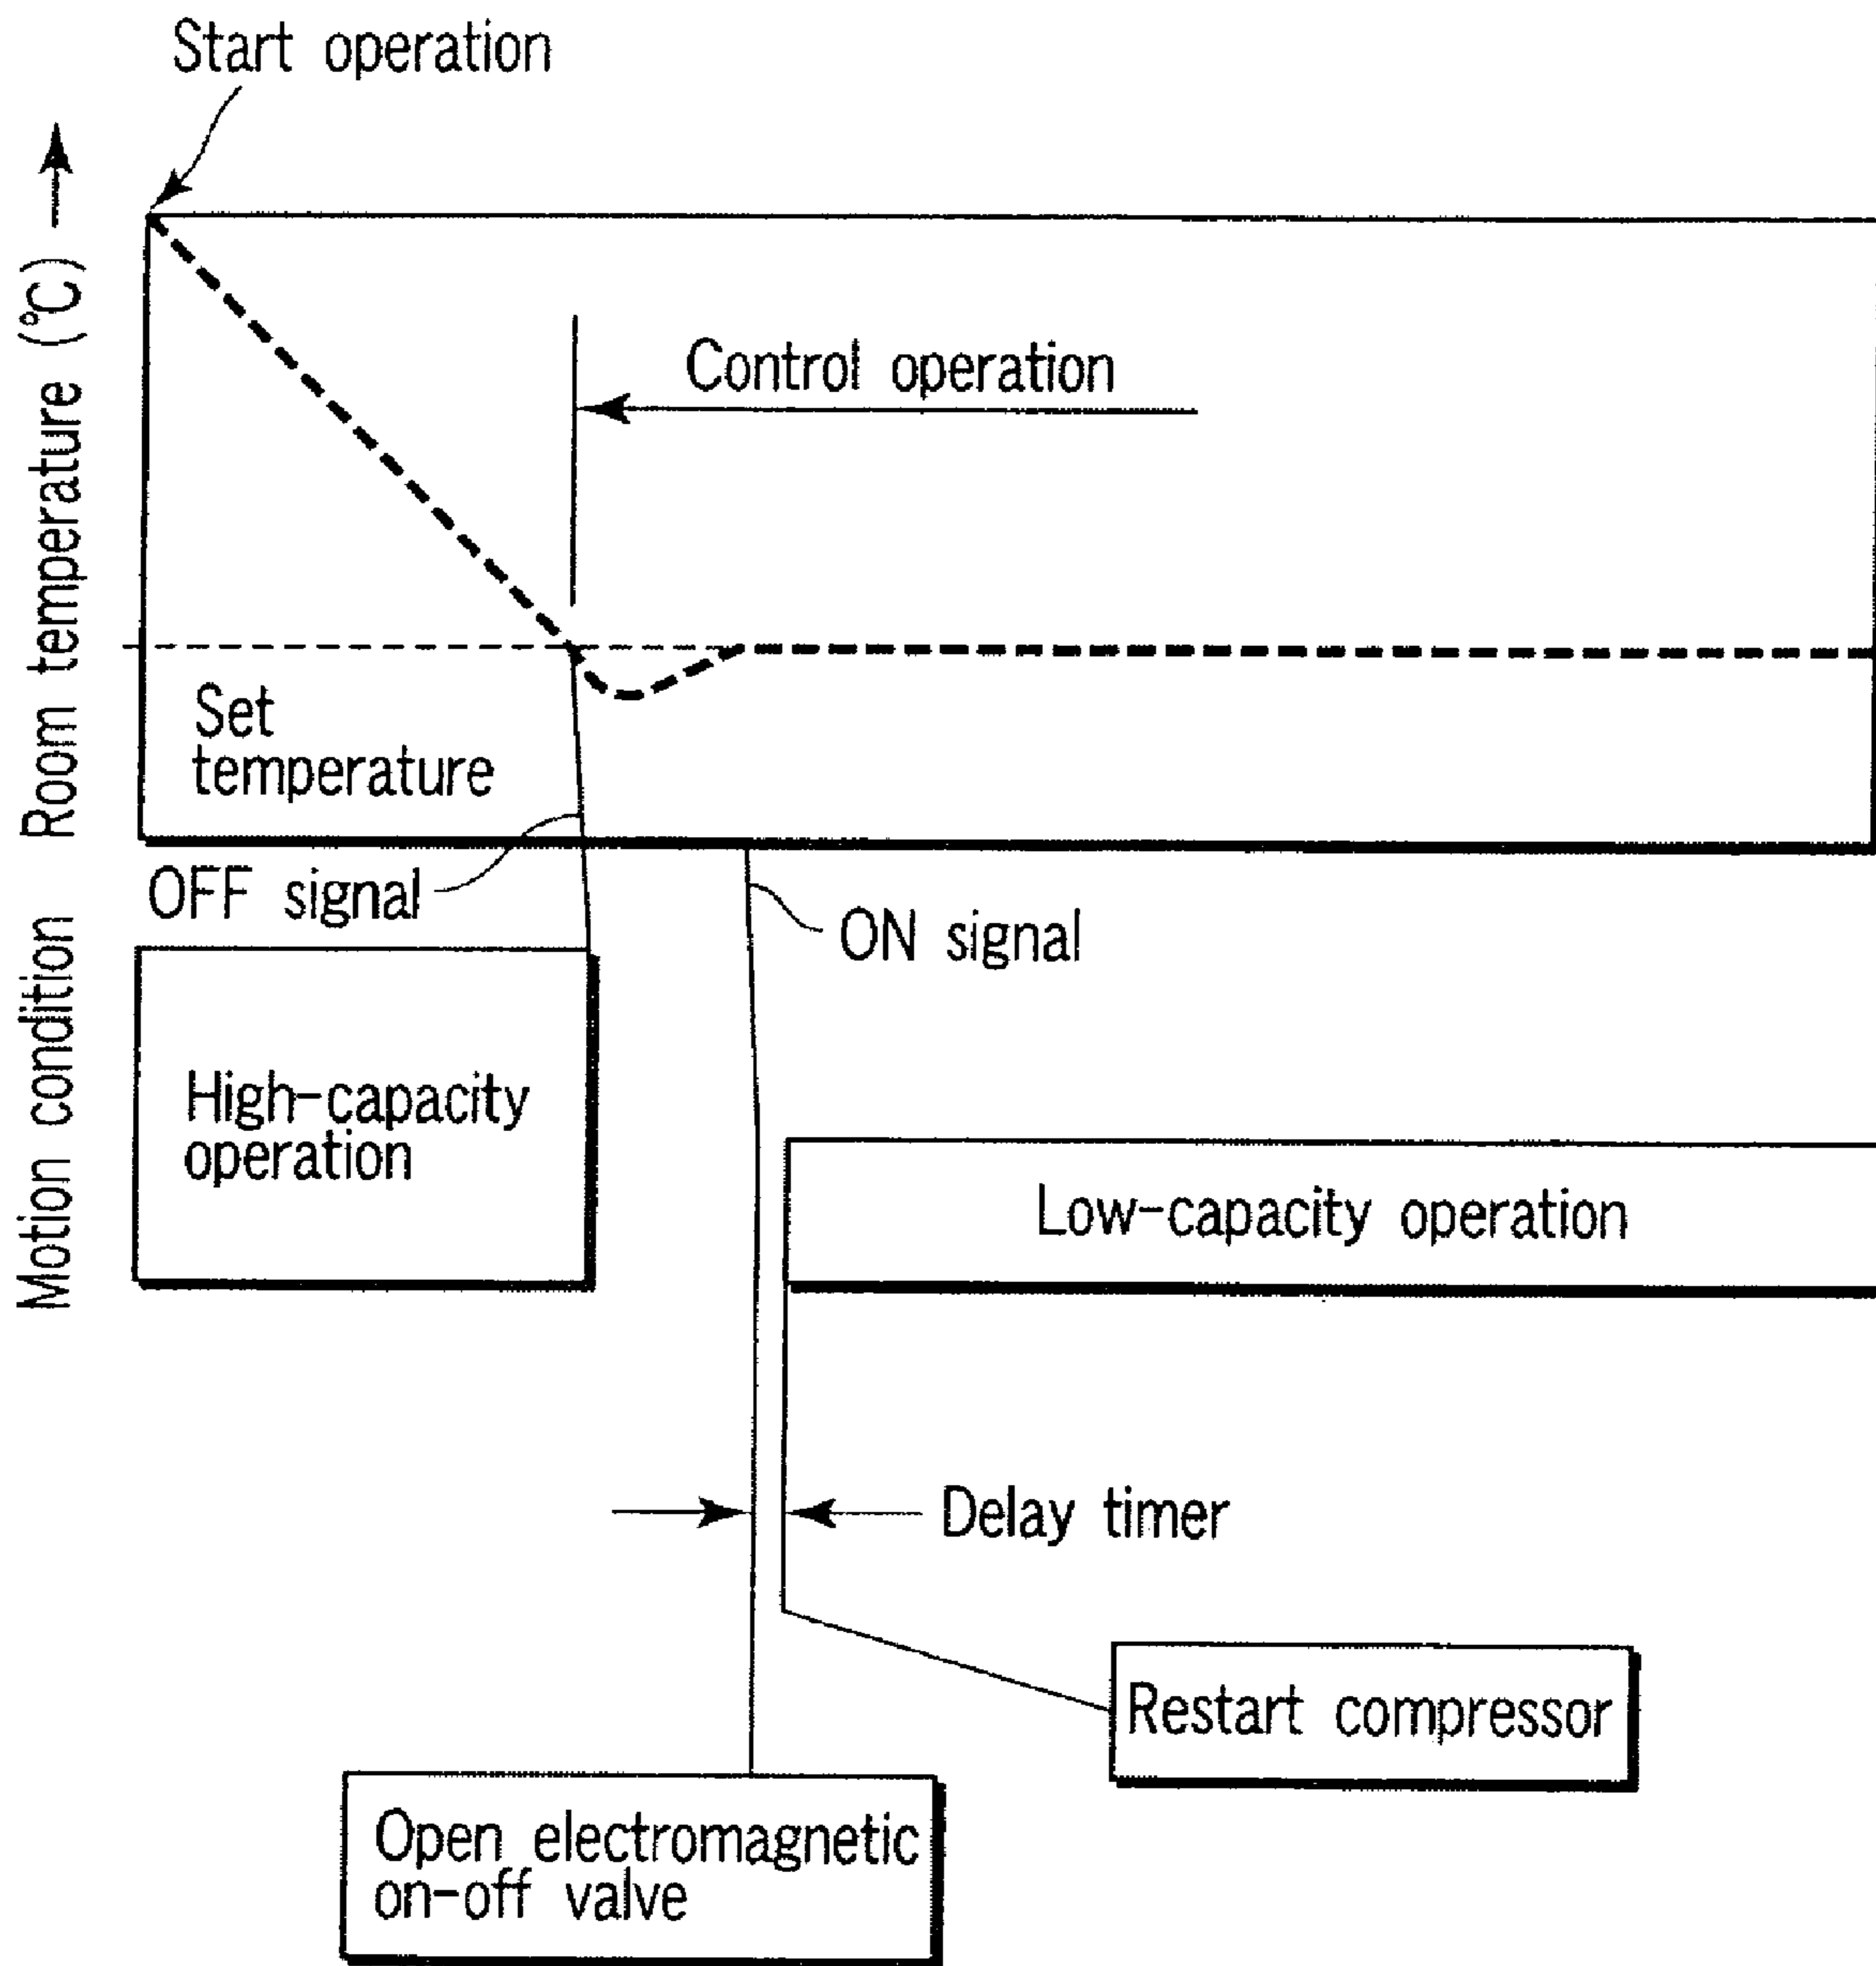 Start operation
Room temperature (℃)
Control operation
Set
temperature
OFF signal
ON signal
Motion condition
High-capacity
operation
Low-capacity operation
Delay timer
Restart compressor
Open electromagnetic
on-off valve